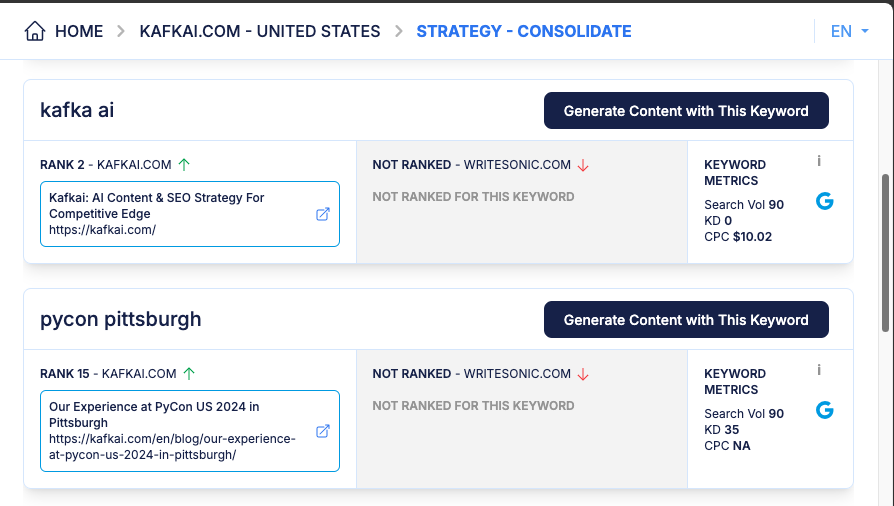 HOME > KAFKAI.COM - UNITED STATES > STRATEGY - CONSOLIDATE
EN
kafka ai
Generate Content with This Keyword
RANK 2 - KAFKAI.COM
Kafkai: AI Content & SEO Strategy For
Competitive Edge
https://kafkai.com/
NOT RANKED - WRITESONIC.COM
NOT RANKED FOR THIS KEYWORD
KEYWORD
METRICS
i
Search Vol 90
KD 0
CPC $10.02
pycon pittsburgh
Generate Content with This Keyword
RANK 15 - KAFKAI.COM
Our Experience at PyCon US 2024 in
Pittsburgh
https://kafkai.com/en/blog/our-experience-
at-pycon-us-2024-in-pittsburgh/
NOT RANKED - WRITESONIC.COM
NOT RANKED FOR THIS KEYWORD
KEYWORD
METRICS
i
Search Vol 90
KD 35
CPC NA